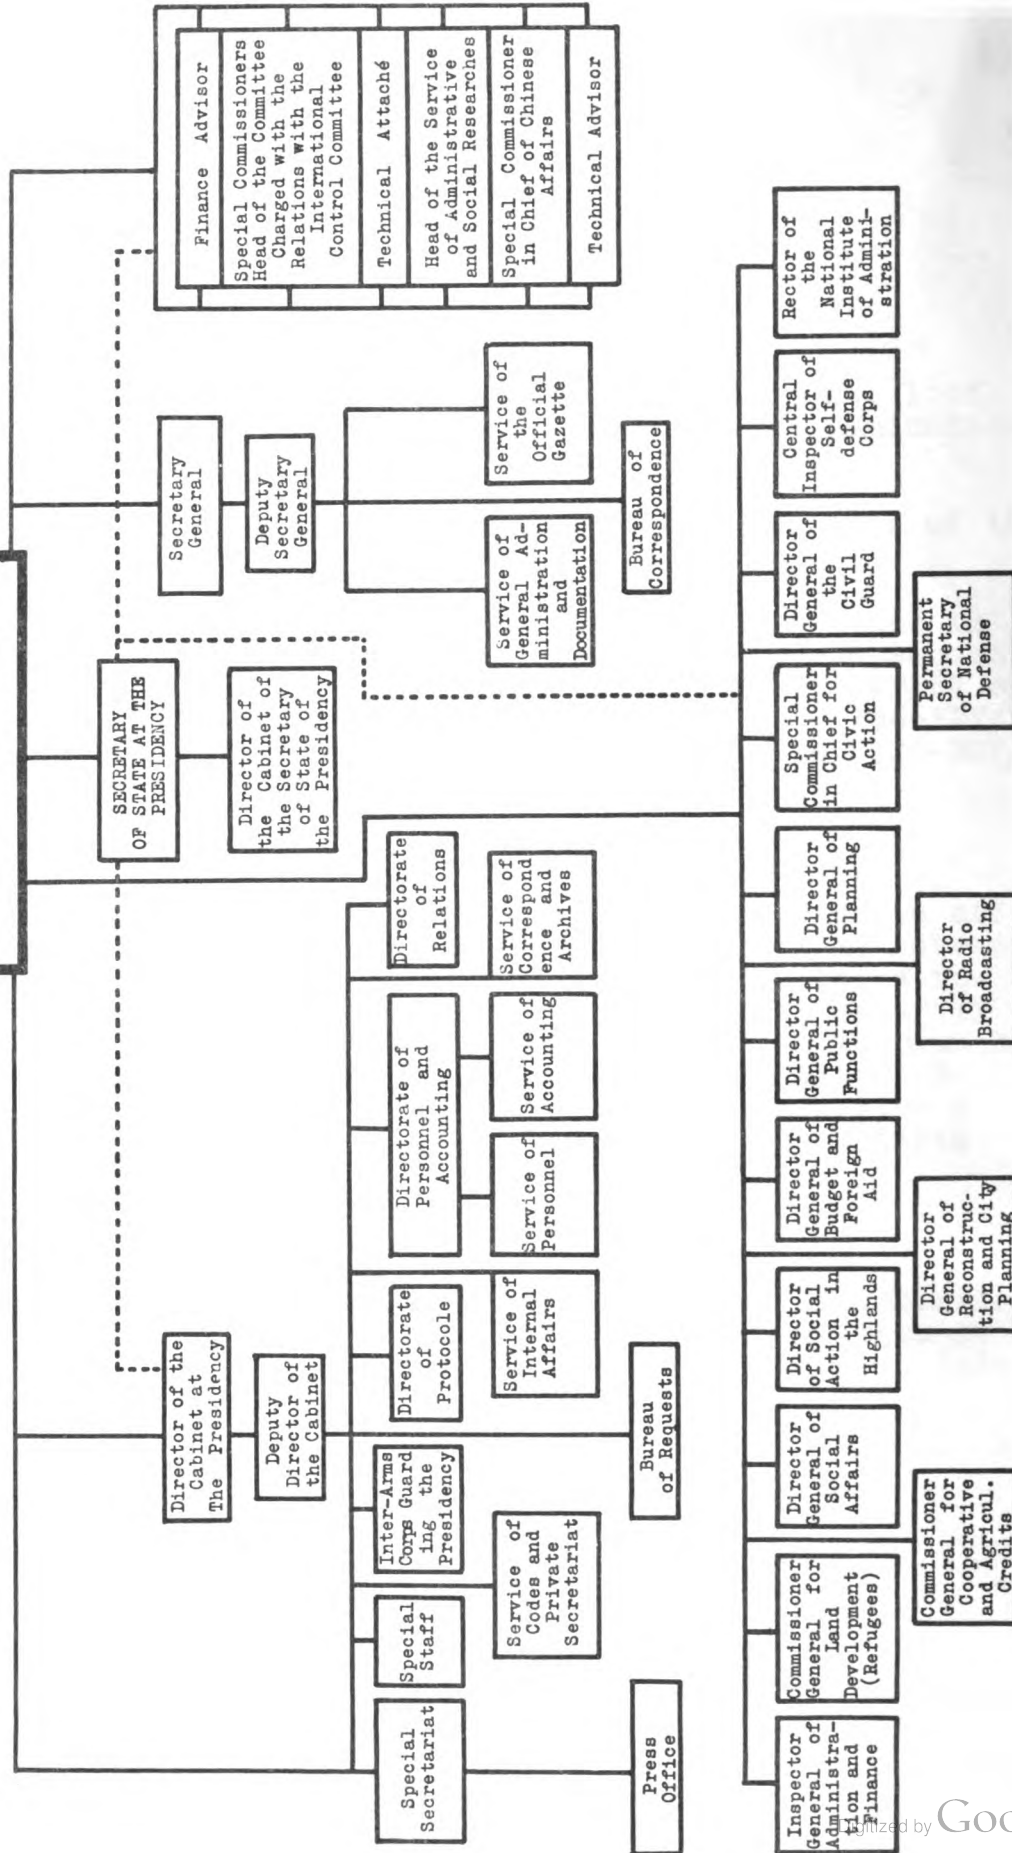 SECRETARY
OF STATE AT THE
PRESIDENCY
Director of
the Cabinet of
the Secretary
of State of
the Presidency
Director of the
Cabinet at
The Presidency
Deputy
Director of
the Cabinet
Secretary
General
Deputy
Secretary
General
Finance Advisor
Special Commissioners
Head of the Committee
Charged with the
Relations with the
International
Control Committee
Technical Attaché
Head of the Service
of Administrative
and Social Researches
Special Commissioner
in Chief of Chinese
Affairs
Technical Advisor
Special
Secretariat
Special
Staff
Inter-Arms
Corps Guard
ing the
Presidency
Directorate
of
Protocole
Directorate of
Personnel and
Accounting
Directorate
of
Relations
Service of
Codes and
Private
Secretariat
Service of
Internal
Affairs
Service of
Personnel
Service of
Accounting
Service of
Correspond
ence and
Archives
Service of
General Ad-
ministration
and
Documentation
Service of
the
Official
Gazette
Press
Office
Bureau
of Requests
Bureau of
Correspondence
Inspector
General of
Administra-
tion and
Finance
Commissioner
General for
Land
Development
(Refugees)
Director
General of
Social
Affairs
Director
of Social
Action in
the
Highlands
Director
General of
Budget and
Foreign
Aid
Director
General of
Public
Functions
Director
General of
Planning
Special
Commissioner
in Chief for
Civic
Action
Director
General of
the
Civil
Guard
Central
Inspector of
Self-
defense
Corps
Rector of
the
National
Institute
of Admini-
stration
Commissioner
General for
Cooperative
and Agricul.
Credits
Director
General of
Reconstruc-
tion and City
Planning
Director
of Radio
Broadcasting
Permanent
Secretary
of National
Defense
Digitized by Goo